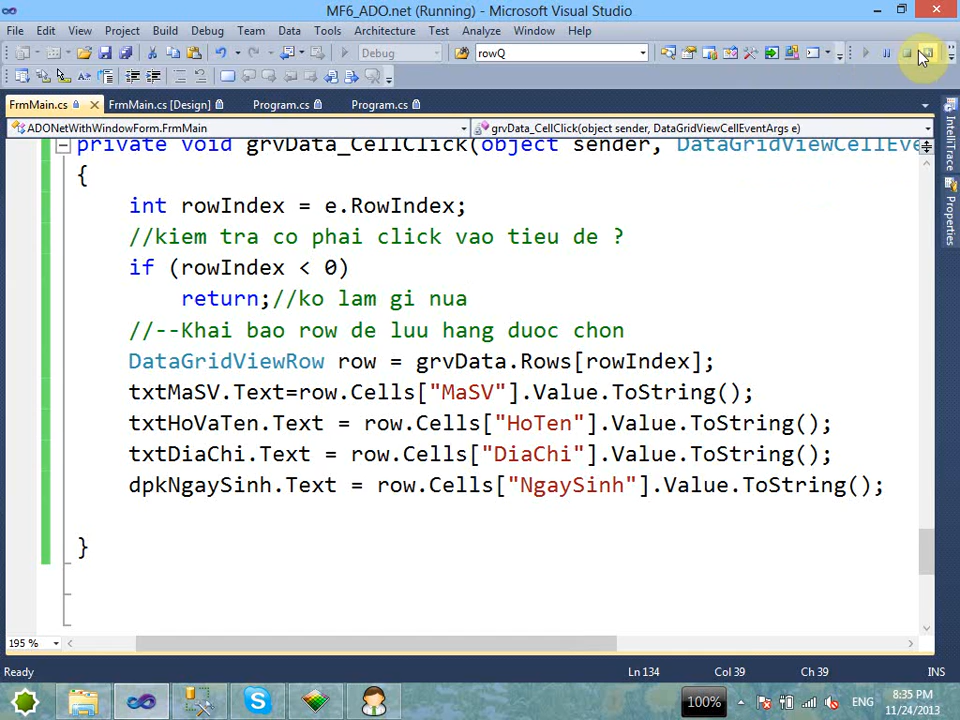 MF6_ADO.net (Running) - Microsoft Visual Studio
File Edit View Project Build Debug Team Data Tools Architecture Test Analyze Window Help
Debug rowQ
FrmMain.cs FrmMain.cs [Design] Program.cs Program.cs
ADONetWithWindowForm.FrmMain grvData_CellClick(object sender, DataGridViewCellEventArgs e)
private void grvData_CellClick(object sender, DataGridViewCellEve
{
int rowIndex = e.RowIndex;
//kiem tra co phai click vao tieu de ?
if (rowIndex < 0)
return;//ko lam gi nua
//--Khai bao row de luu hang duoc chon
DataGridViewRow row = grvData.Rows[rowIndex];
txtMaSV.Text=row.Cells["MaSV"].Value.ToString();
txtHoVaTen.Text = row.Cells["HoTen"].Value.ToString();
txtDiaChi.Text = row.Cells["DiaChi"].Value.ToString();
dpkNgaySinh.Text = row.Cells["NgaySinh"].Value.ToString();
}
IntelliTrace
Properties
195 %
Ready Ln 134 Col 39 Ch 39 INS
100% ENG 8:35 PM
11/24/2013